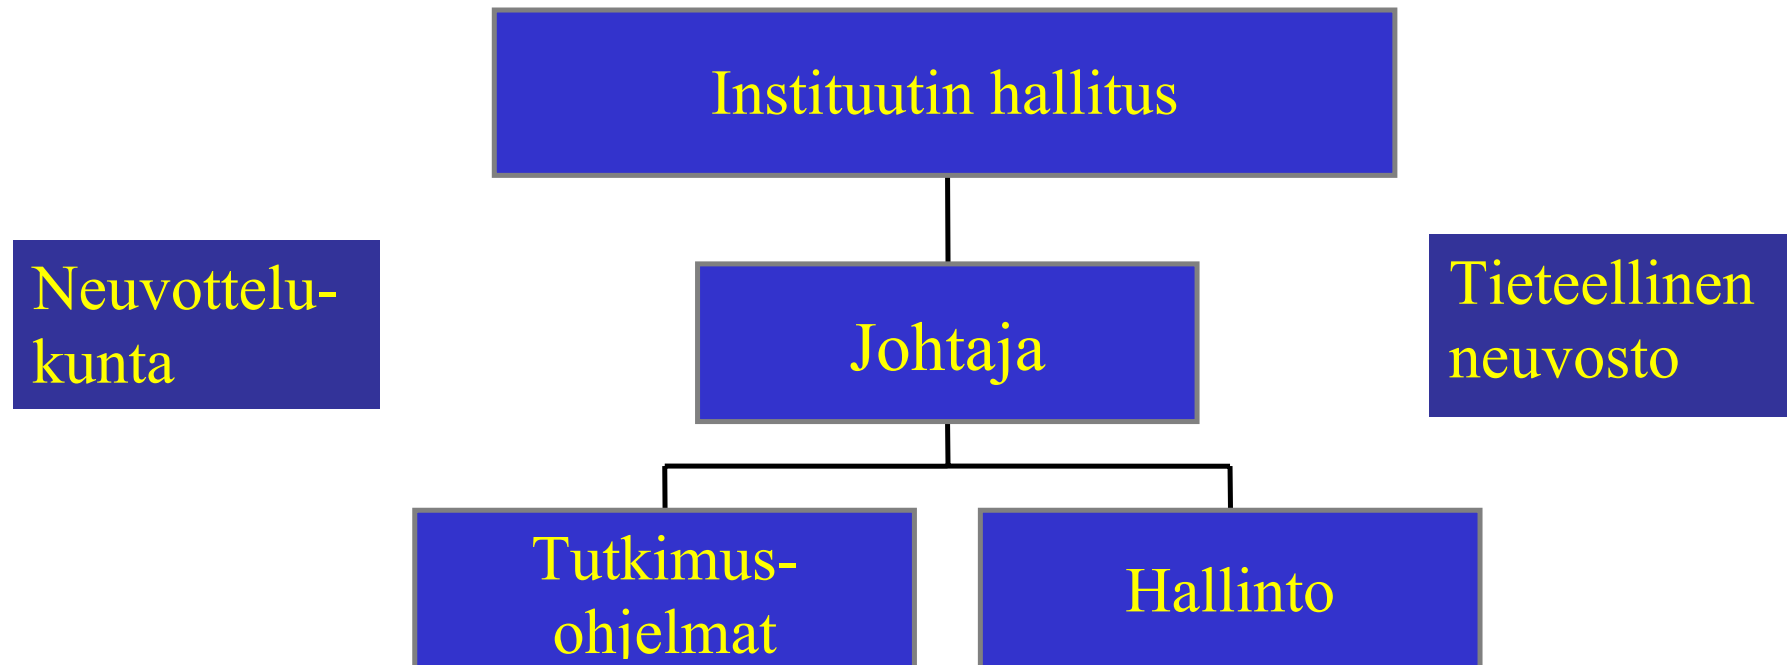 Instituutin hallitus
Neuvottelu-
kunta
Johtaja
Tieteellinen
neuvosto
Tutkimus-
ohjelmat
Hallinto